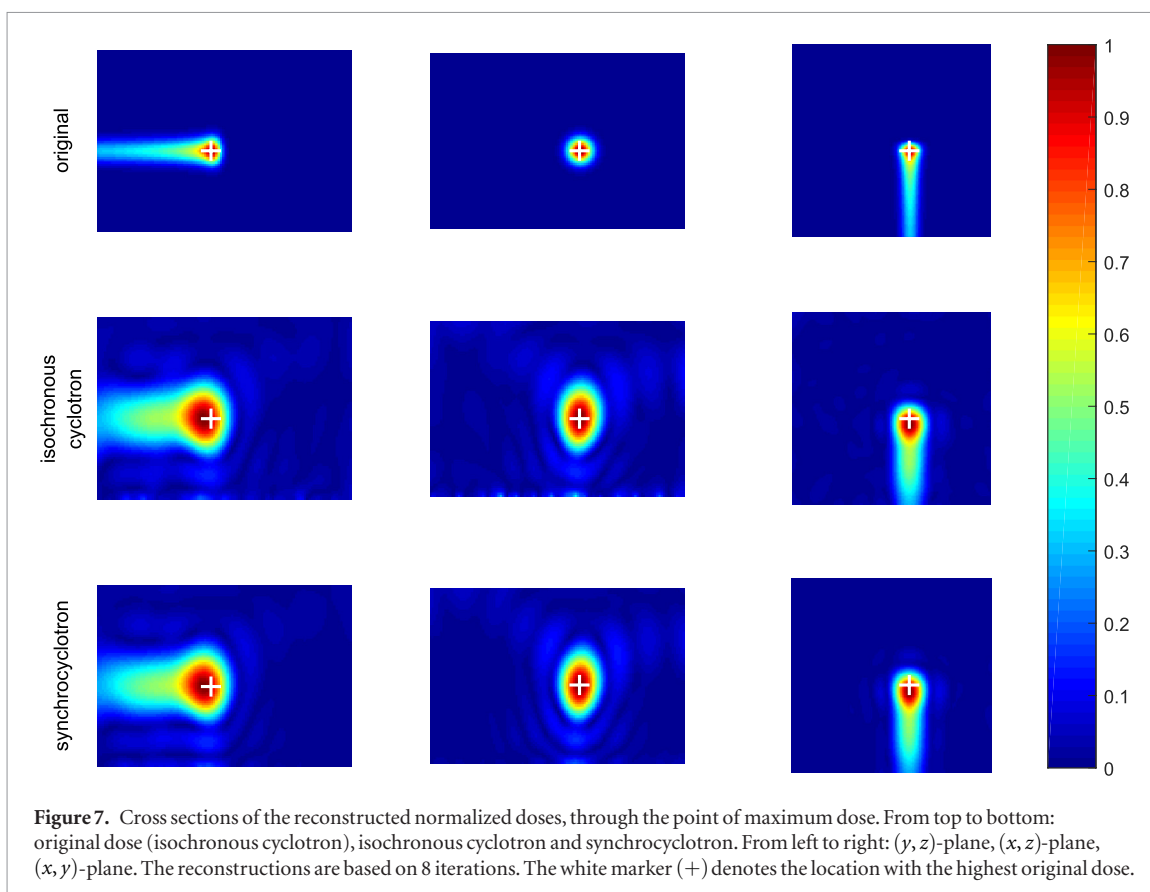 original
isochronous
cyclotron
synchrocyclotron
1
0.9
0.8
0.7
0.6
0.5
0.4
0.3
0.2
0.1
0
Figure 7. Cross sections of the reconstructed normalized doses, through the point of maximum dose. From top to bottom:
original dose (isochronous cyclotron), isochronous cyclotron and synchrocyclotron. From left to right: (y, z)-plane, (x, z)-plane,
(x, y)-plane. The reconstructions are based on 8 iterations. The white marker (+) denotes the location with the highest original dose.